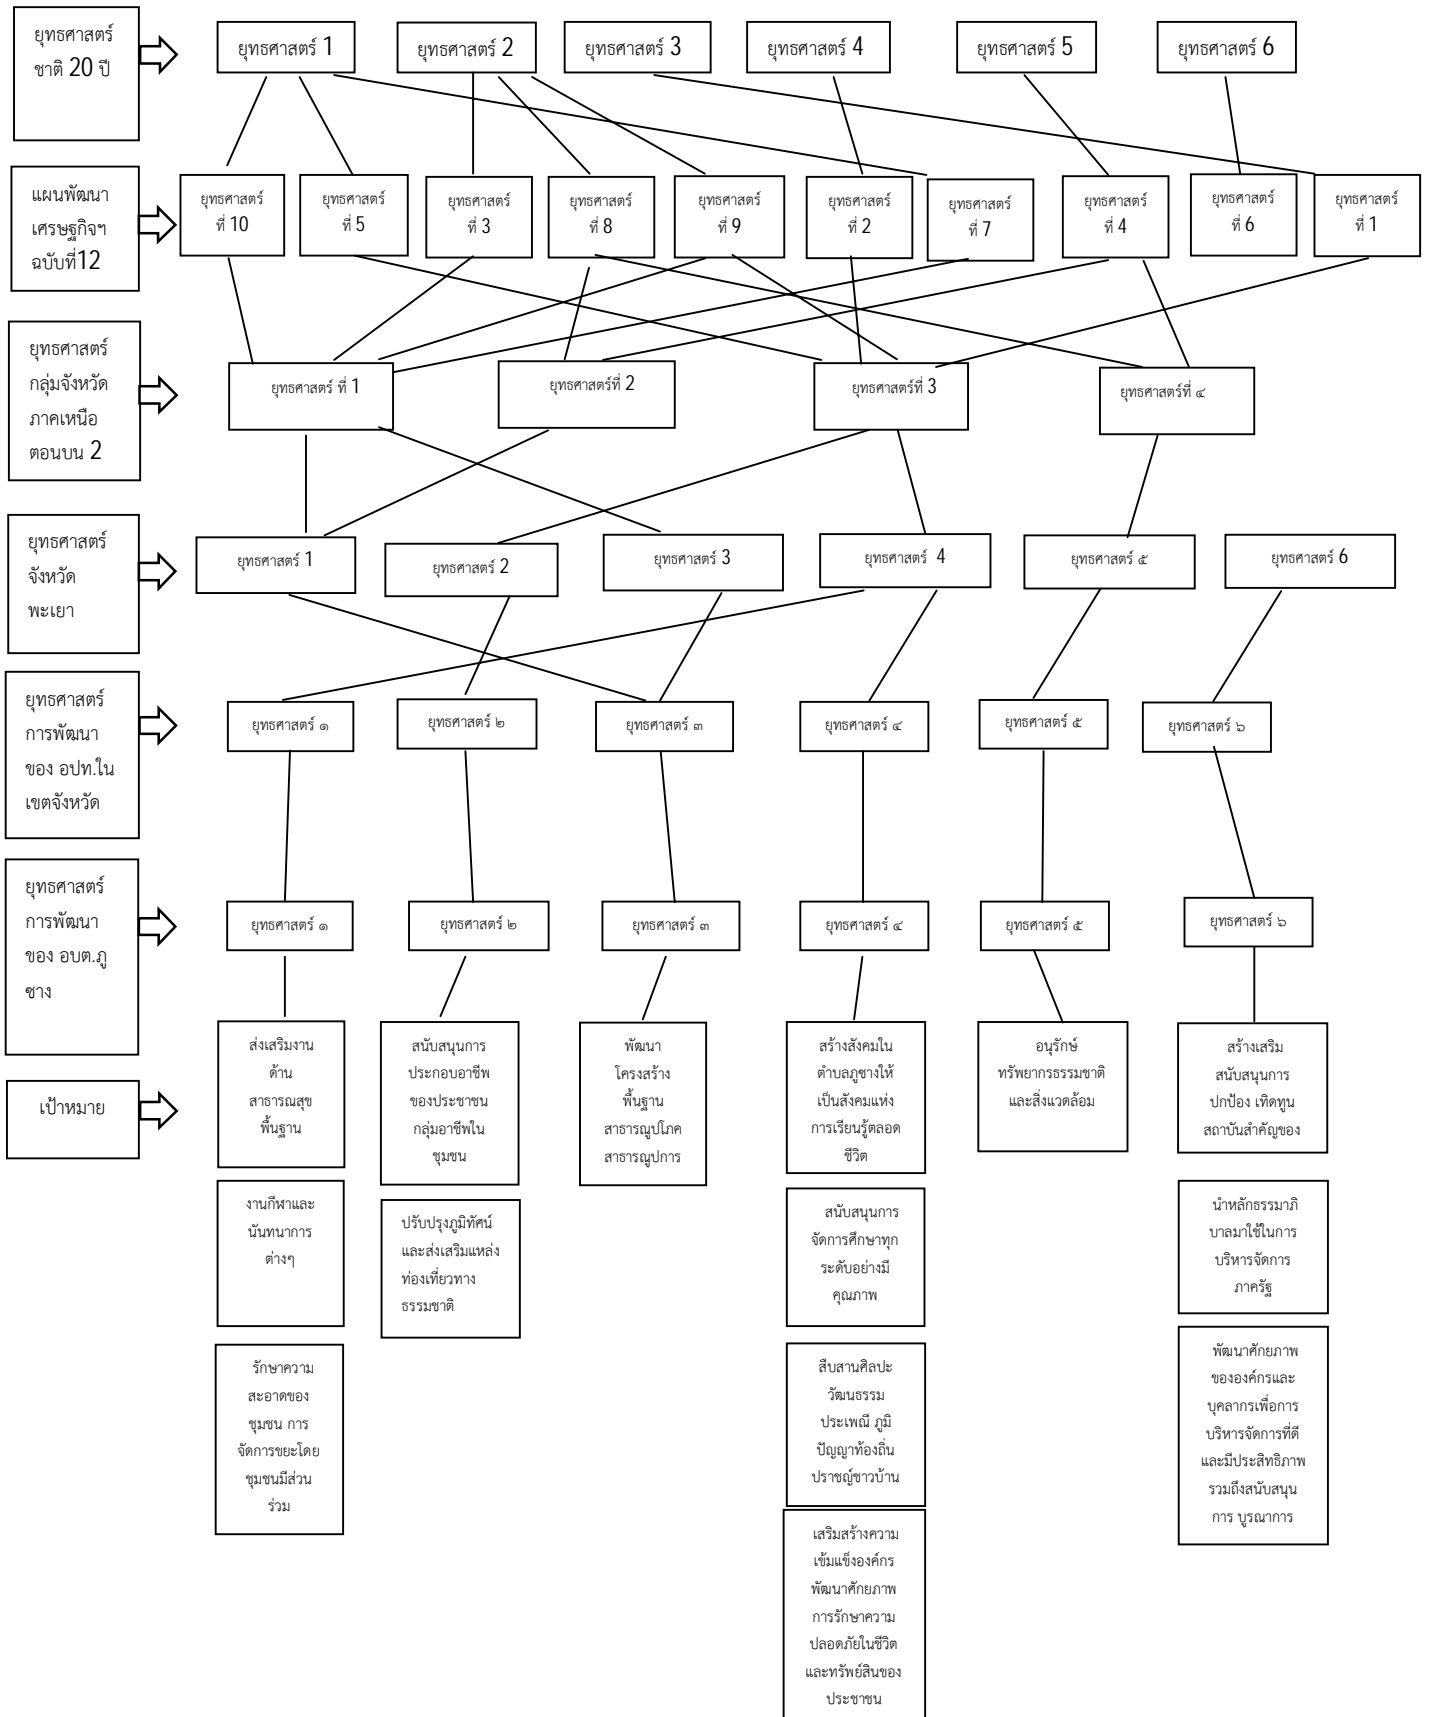 ยุทธศาสตร์
ชาติ 20 ปี
ยุทธศาสตร์ 1
ยุทธศาสตร์ 2
ยุทธศาสตร์ 3
ยุทธศาสตร์ 4
ยุทธศาสตร์ 5
ยุทธศาสตร์ 6
แผนพัฒนา
เศรษฐกิจฯ
ฉบับที่12
ยุทธศาสตร์
ที่ 10
ยุทธศาสตร์
ที่ 5
ยุทธศาสตร์
ที่ 3
ยุทธศาสตร์
ที่ 8
ยุทธศาสตร์
ที่ 9
ยุทธศาสตร์
ที่ 2
ยุทธศาสตร์
ที่ 7
ยุทธศาสตร์
ที่ 4
ยุทธศาสตร์
ที่ 6
ยุทธศาสตร์
ที่ 1
ยุทธศาสตร์
กลุ่มจังหวัด
ภาคเหนือ
ตอนบน 2
ยุทธศาสตร์ ที่ 1
ยุทธศาสตร์ที่ 2
ยุทธศาสตร์ที่ 3
ยุทธศาสตร์ที่ ๔
ยุทธศาสตร์
จังหวัด
พะเยา
ยุทธศาสตร์ 1
ยุทธศาสตร์ 2
ยุทธศาสตร์ 3
ยุทธศาสตร์ 4
ยุทธศาสตร์ ๕
ยุทธศาสตร์ 6
ยุทธศาสตร์
การพัฒนา
ของ อปท.ใน
เขตจังหวัด
ยุทธศาสตร์ ๑
ยุทธศาสตร์ ๒
ยุทธศาสตร์ ๓
ยุทธศาสตร์ ๔
ยุทธศาสตร์ ๕
ยุทธศาสตร์ ๖
ยุทธศาสตร์
การพัฒนา
ของ อบต.ภู
ซาง
ยุทธศาสตร์ ๑
ยุทธศาสตร์ ๒
ยุทธศาสตร์ ๓
ยุทธศาสตร์ ๔
ยุทธศาสตร์ ๕
ยุทธศาสตร์ ๖
เป้าหมาย
ส่งเสริมงาน
ด้าน
สาธารณสุข
พื้นฐาน
สนับสนุนการ
ประกอบอาชีพ
ของประชาชน
กลุ่มอาชีพใน
ชุมชน
พัฒนา
โครงสร้าง
พื้นฐาน
สาธารณูปโภค
สาธารณูปการ
สร้างสังคมใน
ตำบลภูซางให้
เป็นสังคมแห่ง
การเรียนรู้ตลอด
ชีวิต
อนุรักษ์
ทรัพยากรธรรมชาติ
และสิ่งแวดล้อม
สร้างเสริม
สนับสนุนการ
ปกป้อง เทิดทูน
สถาบันสำคัญของ
งานกีฬาและ
นันทนาการ
ต่างๆ
ปรับปรุงภูมิทัศน์
และส่งเสริมแหล่ง
ท่องเที่ยวทาง
ธรรมชาติ
สนับสนุนการ
จัดการศึกษาทุก
ระดับอย่างมี
คุณภาพ
นำหลักธรรมาภิ
บาลมาใช้ในการ
บริหารจัดการ
ภาครัฐ
รักษาความ
สะอาดของ
ชุมชน การ
จัดการขยะโดย
ชุมชนมีส่วน
ร่วม
สืบสานศิลปะ
วัฒนธรรม
ประเพณี ภูมิ
ปัญญาท้องถิ่น
ปราชญ์ชาวบ้าน
พัฒนาศักยภาพ
ขององค์กรและ
บุคลากรเพื่อการ
บริหารจัดการที่ดี
และมีประสิทธิภาพ
รวมถึงสนับสนุน
การ บูรณาการ
เสริมสร้างความ
เข้มแข็งองค์กร
พัฒนาศักยภาพ
การรักษาความ
ปลอดภัยในชีวิต
และทรัพย์สินของ
ประชาชน